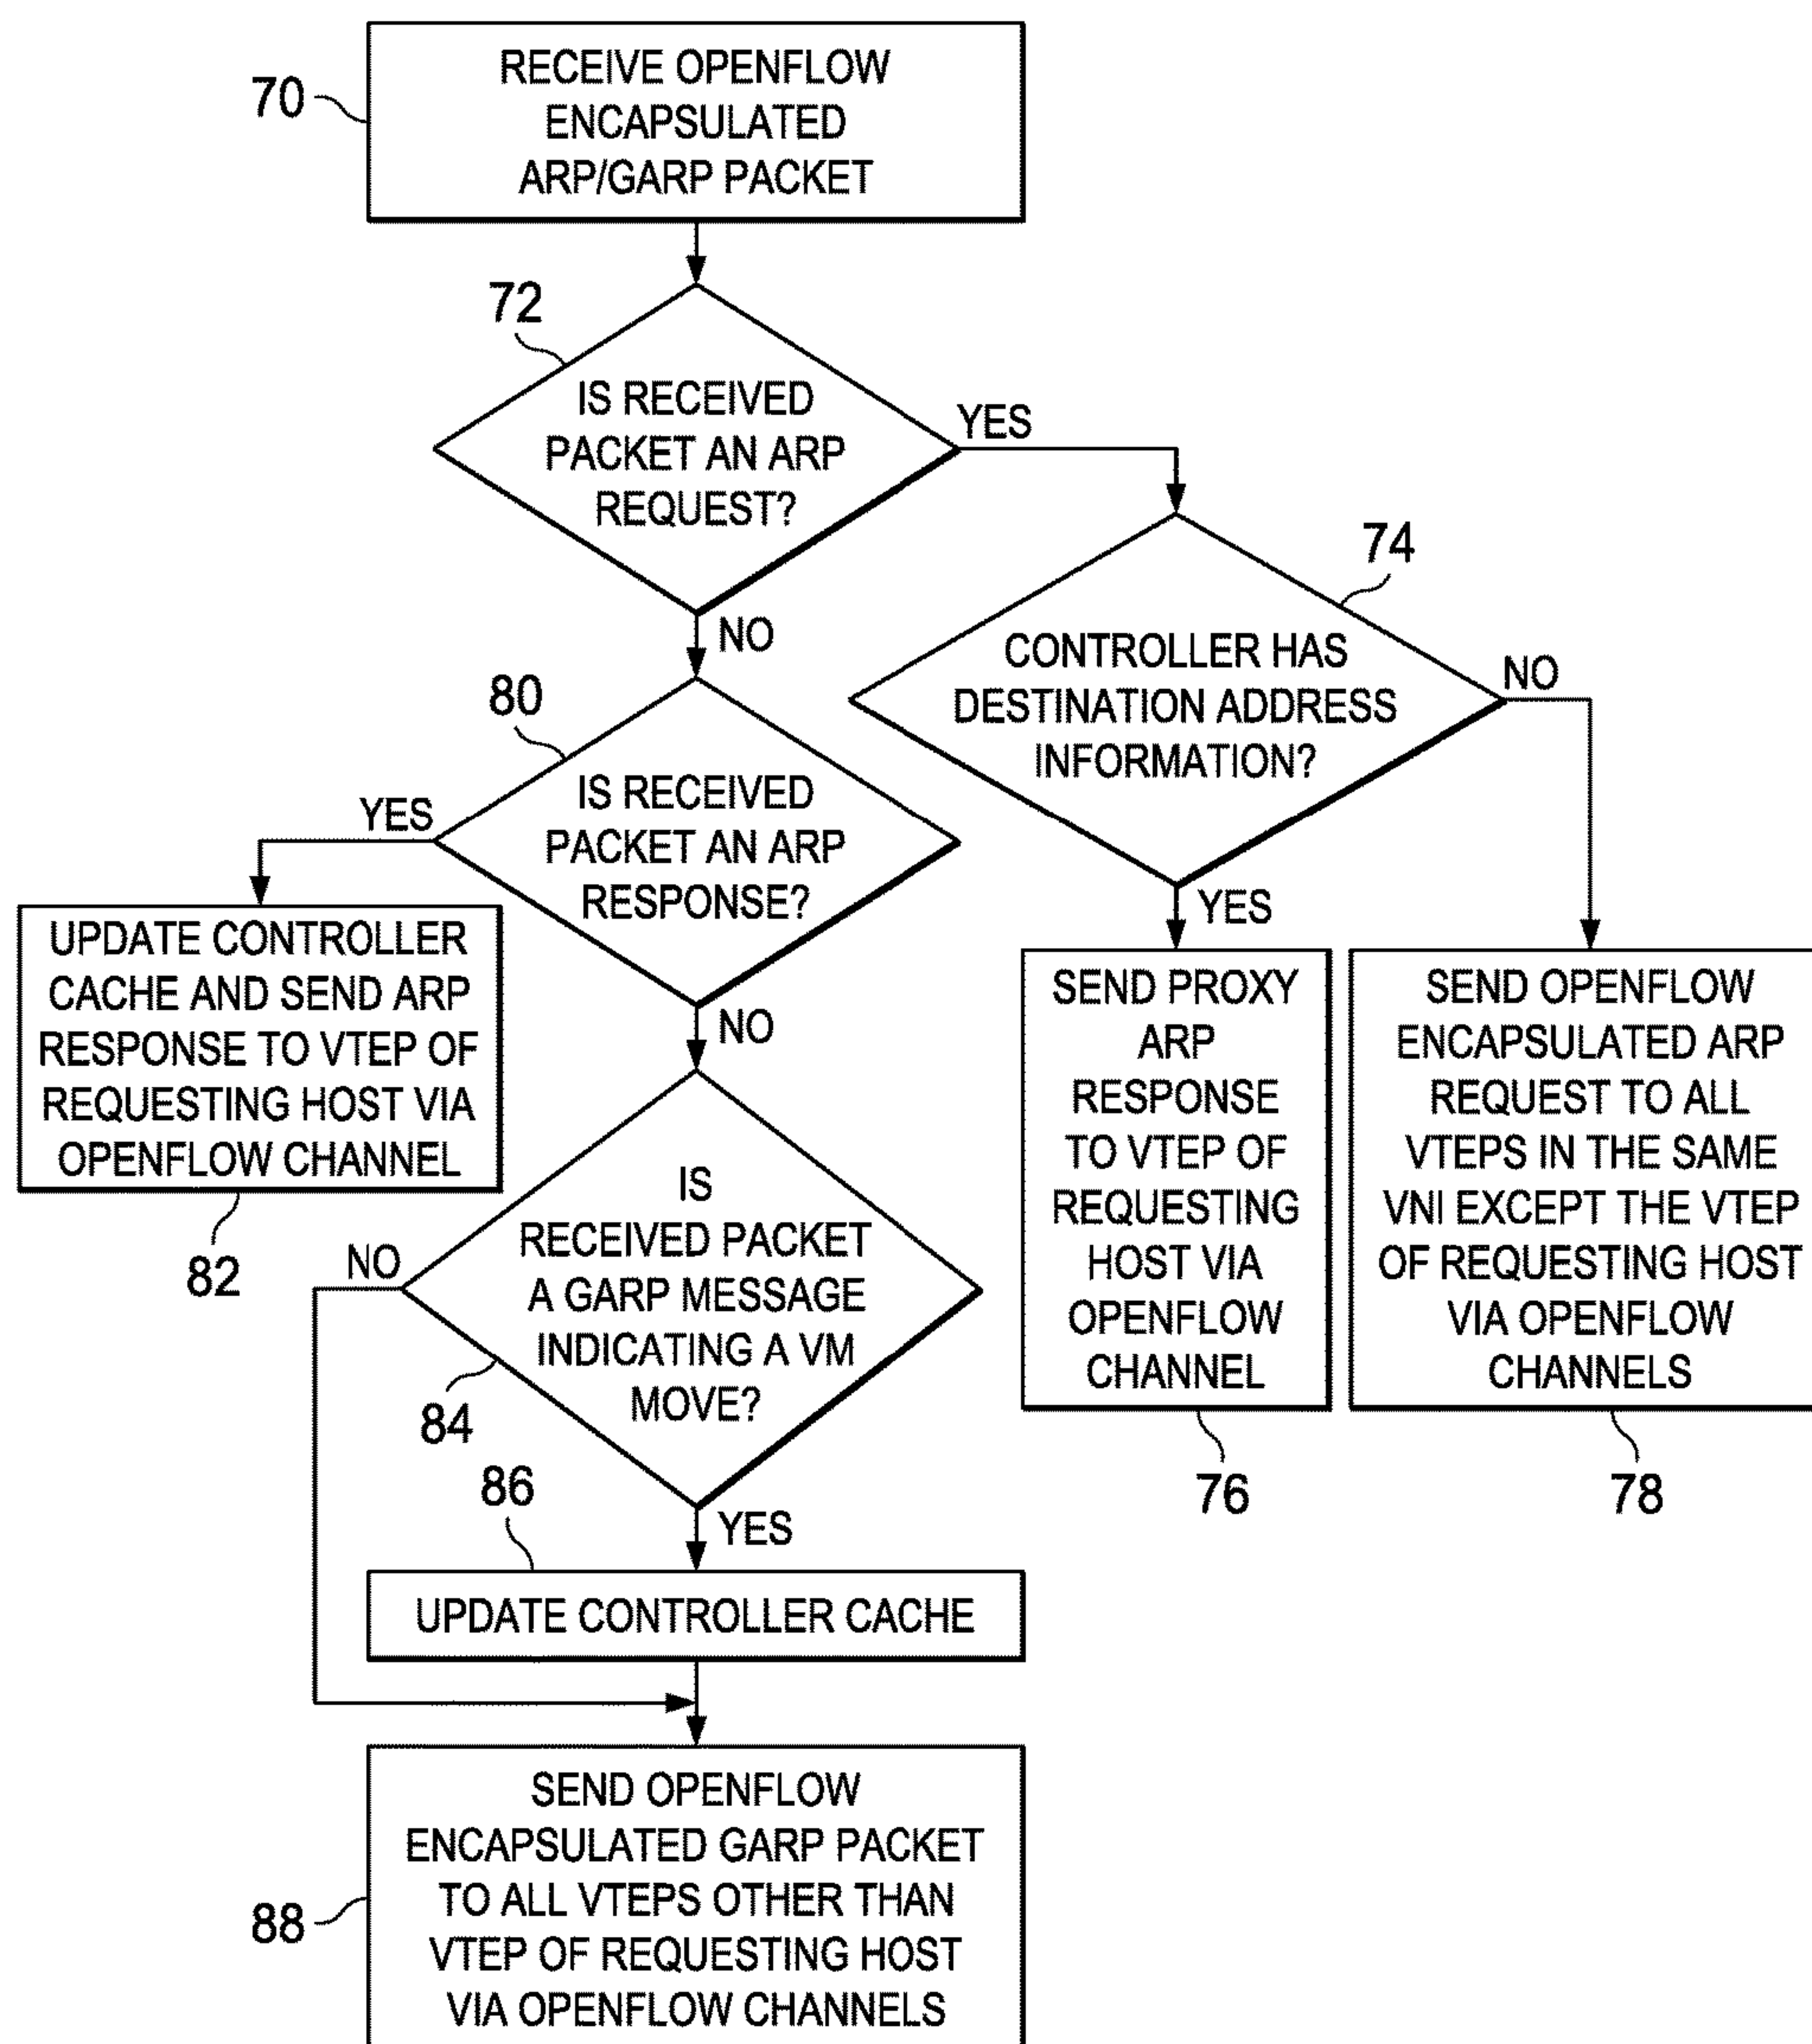 70
RECEIVE OPENFLOW
ENCAPSULATED
ARP/GARP PACKET
72
IS RECEIVED
PACKET AN ARP
REQUEST?
YES
NO
74
CONTROLLER HAS
DESTINATION ADDRESS
INFORMATION?
NO
YES
80
IS RECEIVED
PACKET AN ARP
RESPONSE?
YES
NO
UPDATE CONTROLLER
CACHE AND SEND ARP
RESPONSE TO VTEP OF
REQUESTING HOST VIA
OPENFLOW CHANNEL
82
SEND PROXY
ARP
RESPONSE
TO VTEP OF
REQUESTING
HOST VIA
OPENFLOW
CHANNEL
76
SEND OPENFLOW
ENCAPSULATED ARP
REQUEST TO ALL
VTEPS IN THE SAME
VNI EXCEPT THE VTEP
OF REQUESTING HOST
VIA OPENFLOW
CHANNELS
78
IS
RECEIVED PACKET
A GARP MESSAGE
INDICATING A VM
MOVE?
NO
84
YES
86
UPDATE CONTROLLER CACHE
88
SEND OPENFLOW
ENCAPSULATED GARP PACKET
TO ALL VTEPS OTHER THAN
VTEP OF REQUESTING HOST
VIA OPENFLOW CHANNELS